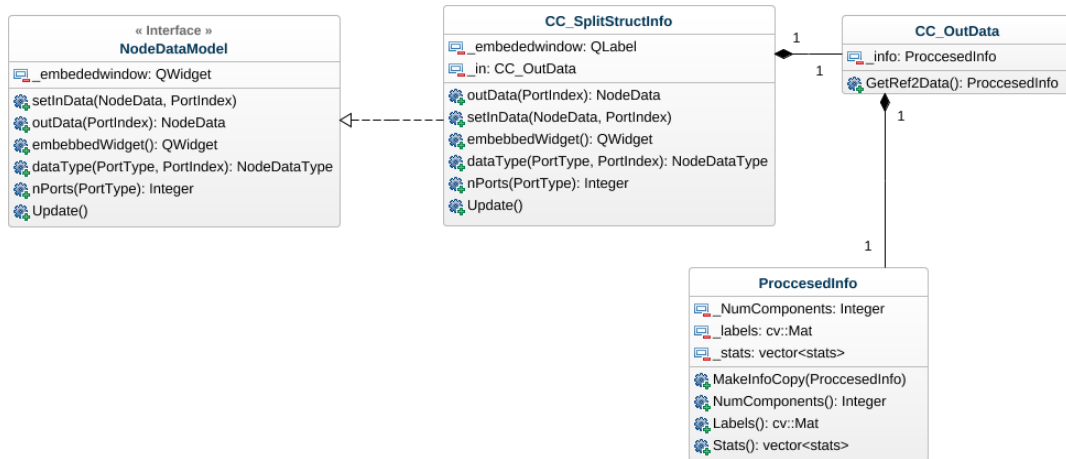 « Interface »
NodeDataModel
_embededwindow: QWidget
setInData(NodeData, PortIndex)
outData(PortIndex): NodeData
embebbedWidget(): QWidget
dataType(PortType, PortIndex): NodeDataType
nPorts(PortType): Integer
Update()
CC_SplitStructInfo
_embededwindow: QLabel
_in: CC_OutData
outData(PortIndex): NodeData
setInData(NodeData, PortIndex)
embebbedWidget(): QWidget
dataType(PortType, PortIndex): NodeDataType
nPorts(PortType): Integer
Update()
1
1
CC_OutData
_info: ProccesedInfo
GetRef2Data(): ProccesedInfo
1
1
ProccesedInfo
_NumComponents: Integer
_labels: cv::Mat
_stats: vector<stats>
MakeInfoCopy(ProccesedInfo)
NumComponents(): Integer
Labels(): cv::Mat
Stats(): vector<stats>